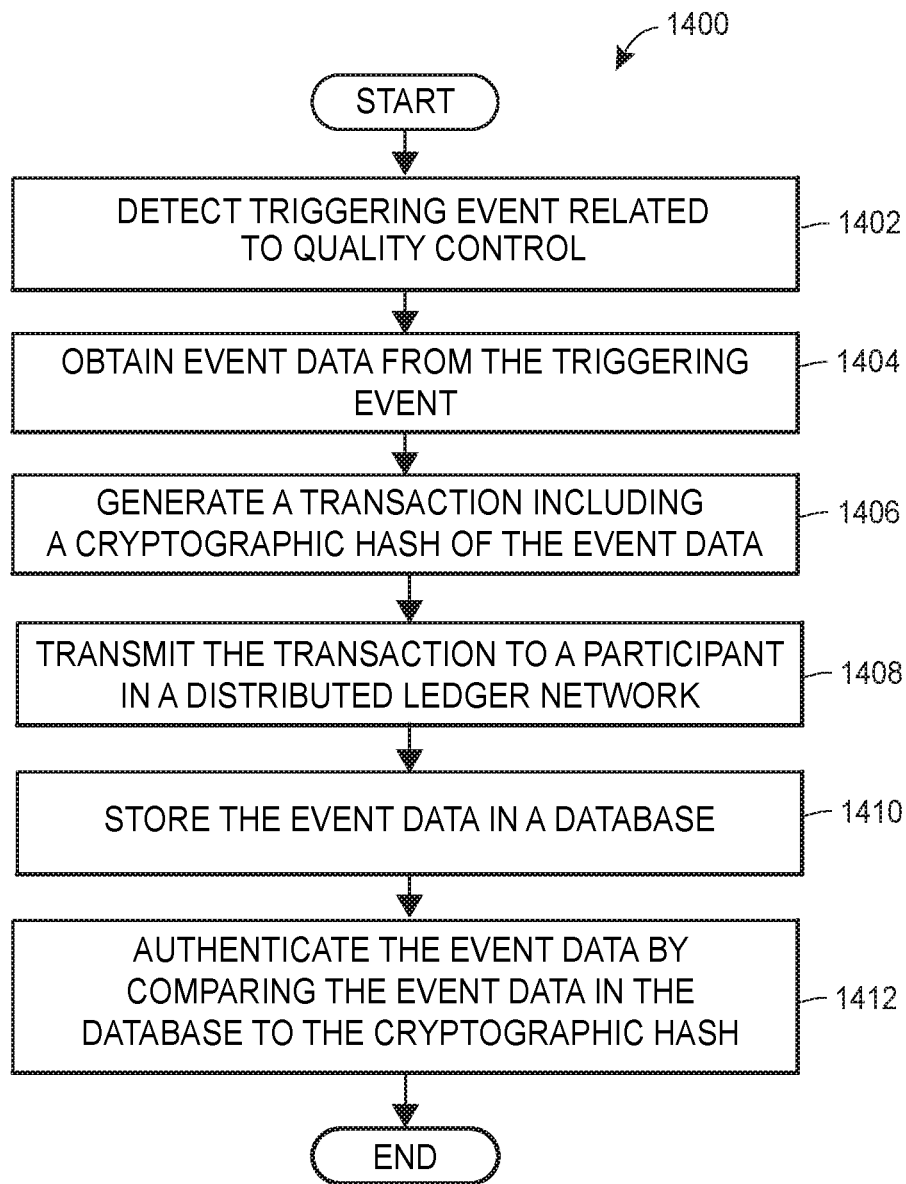 1400
START
DETECT TRIGGERING EVENT RELATED
TO QUALITY CONTROL
1402
OBTAIN EVENT DATA FROM THE TRIGGERING
EVENT
1404
GENERATE A TRANSACTION INCLUDING
A CRYPTOGRAPHIC HASH OF THE EVENT DATA
1406
TRANSMIT THE TRANSACTION TO A PARTICIPANT
IN A DISTRIBUTED LEDGER NETWORK
1408
STORE THE EVENT DATA IN A DATABASE
1410
AUTHENTICATE THE EVENT DATA BY
COMPARING THE EVENT DATA IN THE
DATABASE TO THE CRYPTOGRAPHIC HASH
1412
END